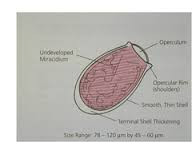 Operculum
Undeveloped
Miracidium
Opercular Rim
(shoulders)
Smooth, Thin Shell
Terminal Shell Thickening
Size Range: 78 – 120 µm by 45 – 60 µm